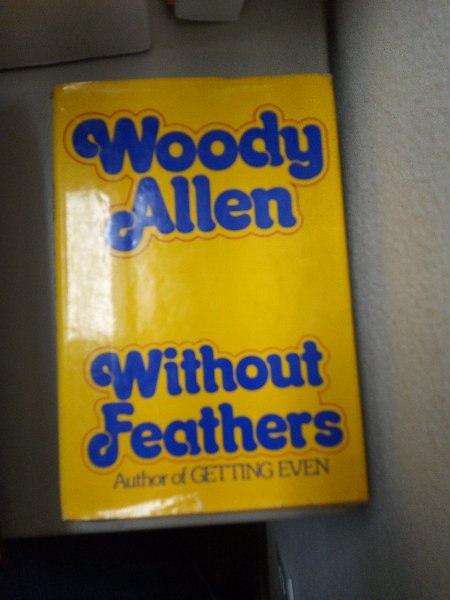 Woody
Allen
Without
Feathers
Author of GETTING EVEN